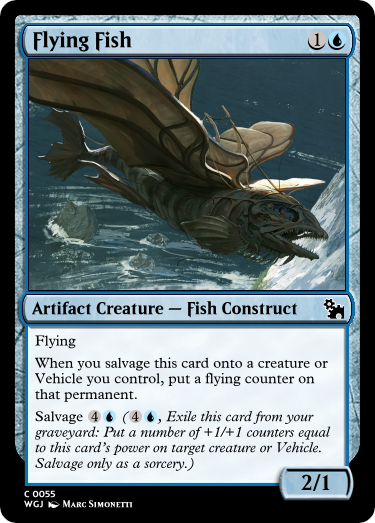 Flying Fish 1
Artifact Creature — Fish Construct
Flying
When you salvage this card onto a creature or
Vehicle you control, put a flying counter on
that permanent.
Salvage 4 (4 , Exile this card from your
graveyard: Put a number of +1/+1 counters equal
to this card's power on target creature or Vehicle.
Salvage only as a sorcery.)
2/1
C 0055
WGJ Marc Simonetti